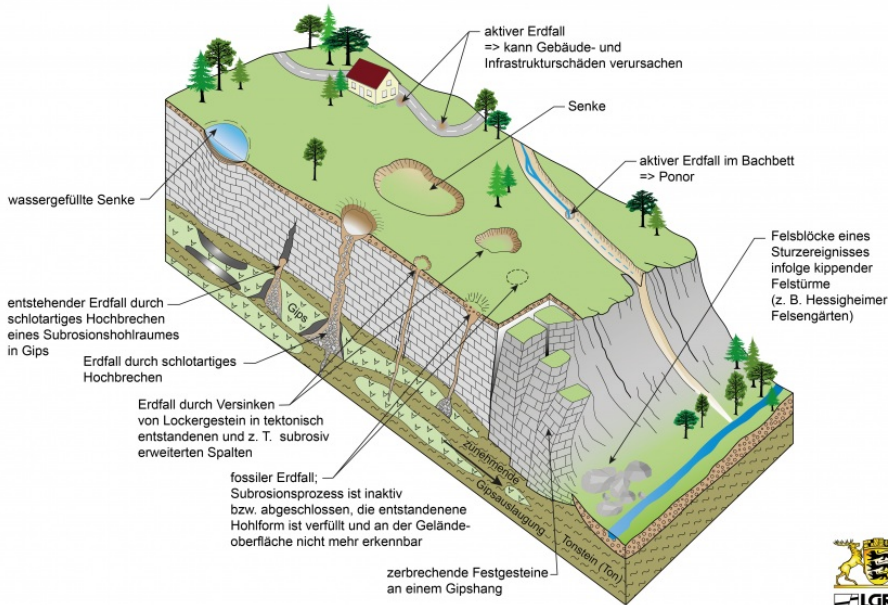 aktiver Erdfall
=> kann Gebäude- und
Infrastrukturschäden verursachen
Senke
aktiver Erdfall im Bachbett
=> Ponor
wassergefüllte Senke
Felsblöcke eines
Sturzereignisses
infolge kippender
Felstürme
(z. B. Hessigheimer
Felsengärten)
entstehender Erdfall durch
schlotartiges Hochbrechen
eines Subrosionshohlraumes
in Gips
Gips
Erdfall durch schlotartiges
Hochbrechen
Erdfall durch Versinken
von Lockergestein in tektonisch
entstandenen und z. T. subrosiv
erweiterten Spalten
fossiler Erdfall;
Subrosionsprozess ist inaktiv
bzw. abgeschlossen, die entstandenene
Hohlform ist verfüllt und an der Gelände-
oberfläche nicht mehr erkennbar
zunehmende
Gipsauslaugung
Tonstein (Ton)
zerbrechende Festgesteine
an einem Gipshang